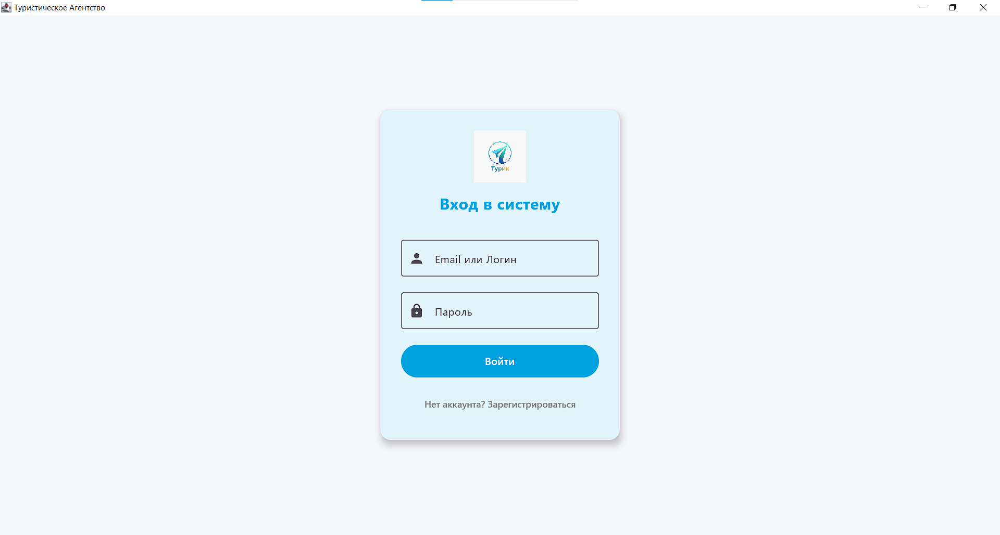 Туристическое Агентство
Турик
Вход в систему
Email или Логин
Пароль
Войти
Нет аккаунта? Зарегистрироваться